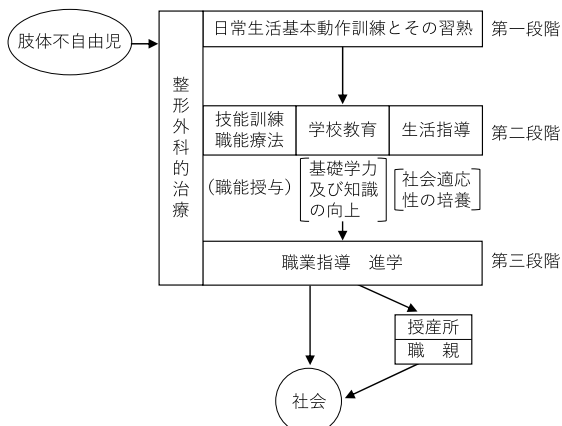 肢体不自由児
整形外科的治療
日常生活基本動作訓練とその習熟
第一段階
技能訓練
職能療法
学校教育
生活指導
第二段階
(職能授与)
基礎学力
及び知識
の向上
社会適応
性の培養
職業指導　進学
第三段階
授産所
職　親
社会